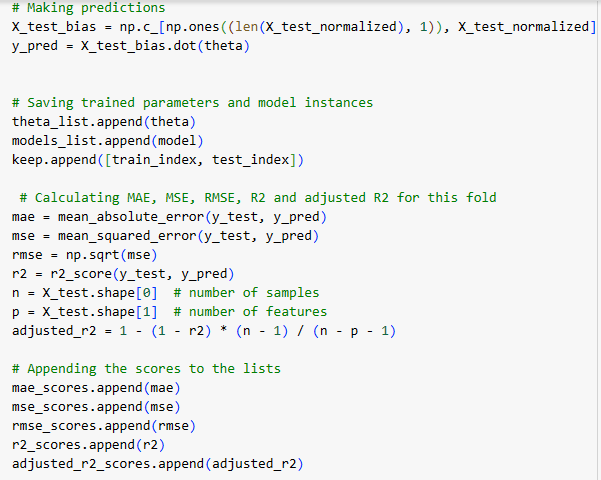 # Making predictions
X_test_bias = np.c_[np.ones((len(X_test_normalized), 1)), X_test_normalized]
y_pred = X_test_bias.dot(theta)
# Saving trained parameters and model instances
theta_list.append(theta)
models_list.append(model)
keep.append([train_index, test_index])
# Calculating MAE, MSE, RMSE, R2 and adjusted R2 for this fold
mae = mean_absolute_error(y_test, y_pred)
mse = mean_squared_error(y_test, y_pred)
rmse = np.sqrt(mse)
r2 = r2_score(y_test, y_pred)
n = X_test.shape[0]  # number of samples
p = X_test.shape[1]  # number of features
adjusted_r2 = 1 - (1 - r2) * (n - 1) / (n - p - 1)
# Appending the scores to the lists
mae_scores.append(mae)
mse_scores.append(mse)
rmse_scores.append(rmse)
r2_scores.append(r2)
adjusted_r2_scores.append(adjusted_r2)